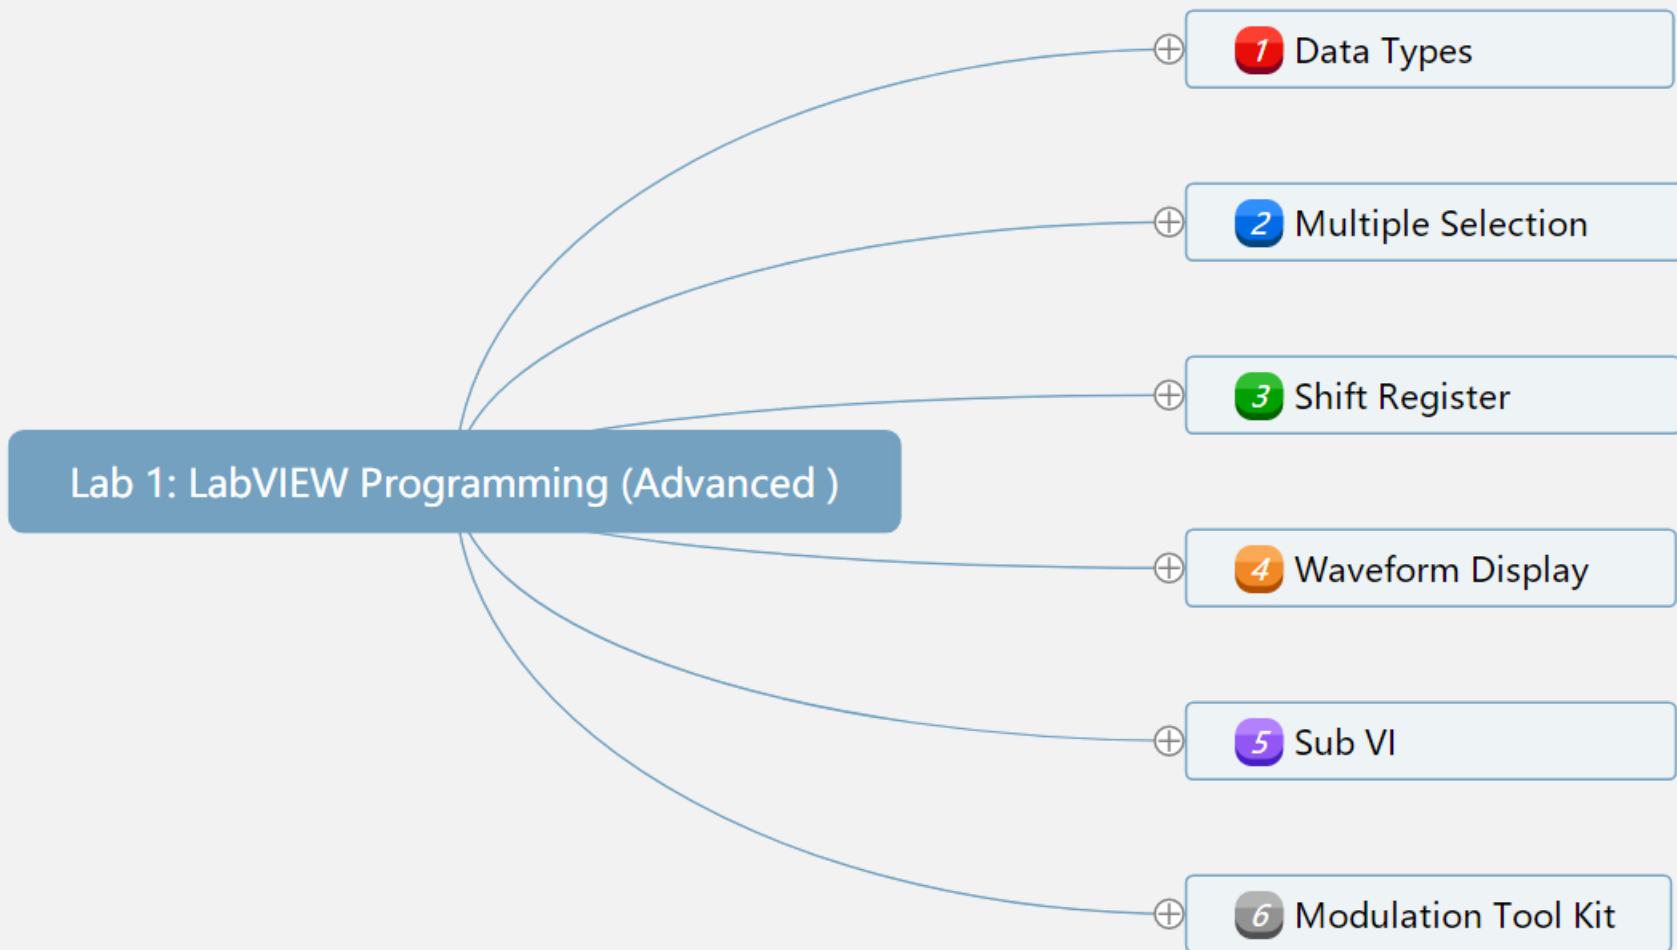 1 Data Types
2 Multiple Selection
3 Shift Register
Lab 1: LabVIEW Programming (Advanced )
4 Waveform Display
5 Sub VI
6 Modulation Tool Kit